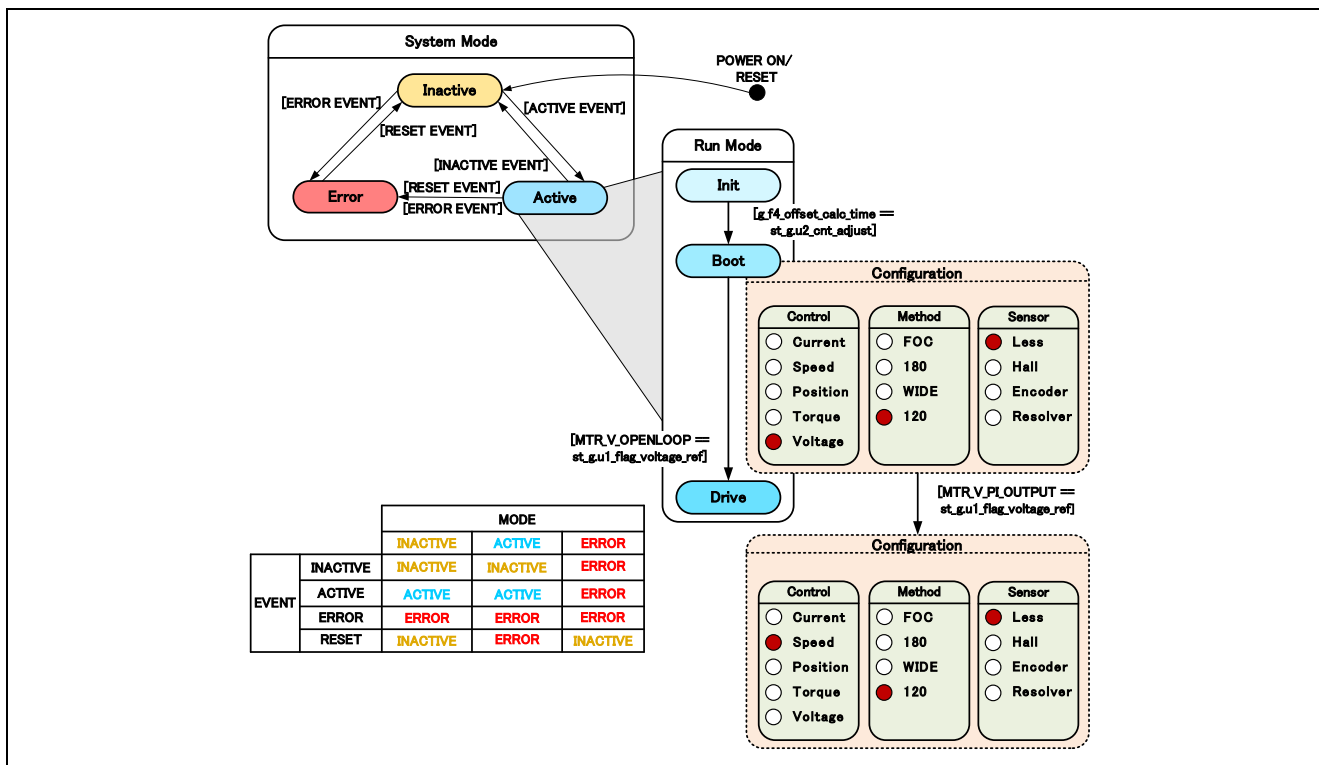 System Mode
POWER ON/
RESET
Inactive
[ERROR EVENT]
[ACTIVE EVENT]
[RESET EVENT]
[INACTIVE EVENT]
Error
[RESET EVENT]
[ERROR EVENT]
Active
Run Mode
Init
[g_f4_offset_calc_time ==
st_g.u2_cnt_adjust]
Boot
[MTR_V_OPENLOOP ==
st_g.u1_flag_voltage_ref]
Drive
Configuration
Control
Current
Speed
Position
Torque
Voltage
Method
FOC
180
WIDE
120
Sensor
Less
Hall
Encoder
Resolver
[MTR_V_PI_OUTPUT ==
st_g.u1_flag_voltage_ref]
Configuration
Control
Current
Speed
Position
Torque
Voltage
Method
FOC
180
WIDE
120
Sensor
Less
Hall
Encoder
Resolver
MODE
INACTIVE ACTIVE ERROR
EVENT
INACTIVE INACTIVE INACTIVE ERROR
ACTIVE ACTIVE ACTIVE ERROR
ERROR ERROR ERROR ERROR
RESET INACTIVE ERROR INACTIVE